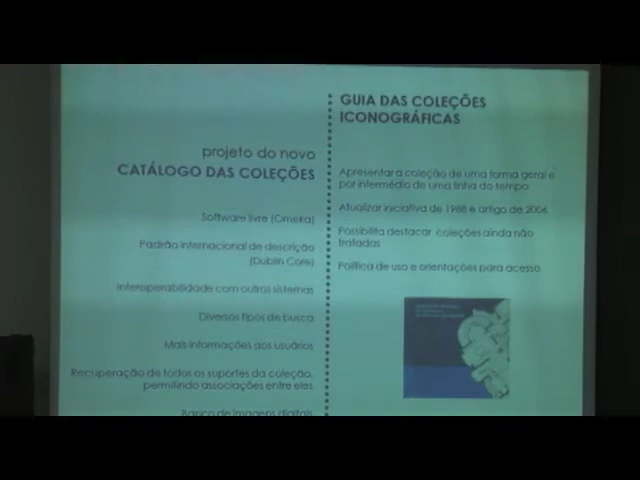 projeto do novo
CATÁLOGO DAS COLEÇÕES
Software livre (Omeka)
Padrão internacional de descrição
(Dublin Core)
Interoperabilidade com outros sistemas
Diversos tipos de busca
Mais informações aos usuários
Recuperação de todos os suportes da coleção,
permitindo associações entre eles
Banco de imagens digitais
GUIA DAS COLEÇÕES
ICONOGRÁFICAS
Apresentar a coleção de uma forma geral e
por intermédio de uma linha do tempo
Atualizar iniciativa de 1988 e artigo de 2006
Possibilita destacar coleções ainda não
tratadas
Política de uso e orientações para acesso